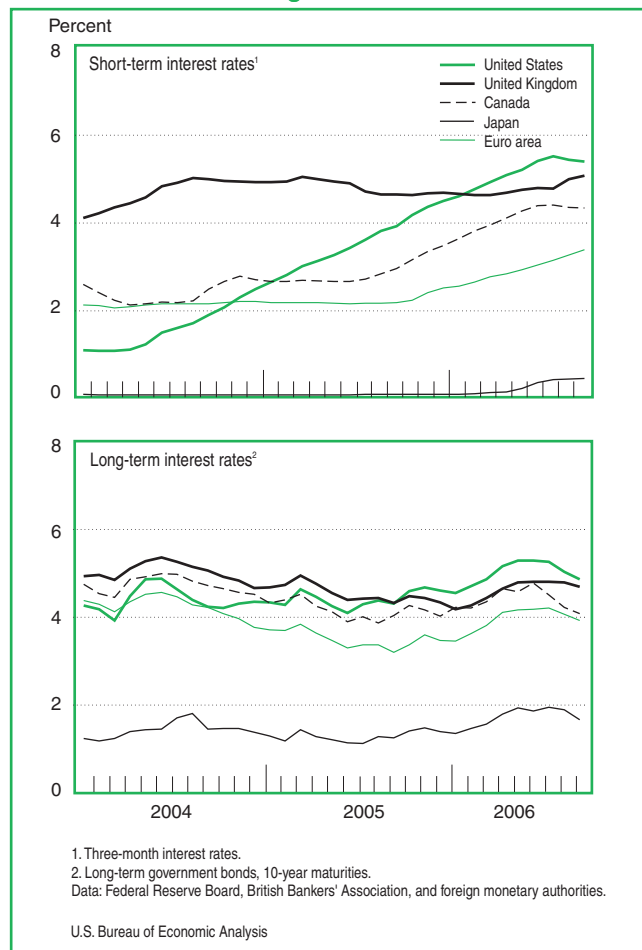 Percent
8
Short-term interest rates¹
United States
United Kingdom
Canada
Japan
Euro area
6
4
2
0
8
Long-term interest rates²
6
4
2
0
2004 2005 2006
1. Three-month interest rates.
2. Long-term government bonds, 10-year maturities.
Data: Federal Reserve Board, British Bankers' Association, and foreign monetary authorities.
U.S. Bureau of Economic Analysis